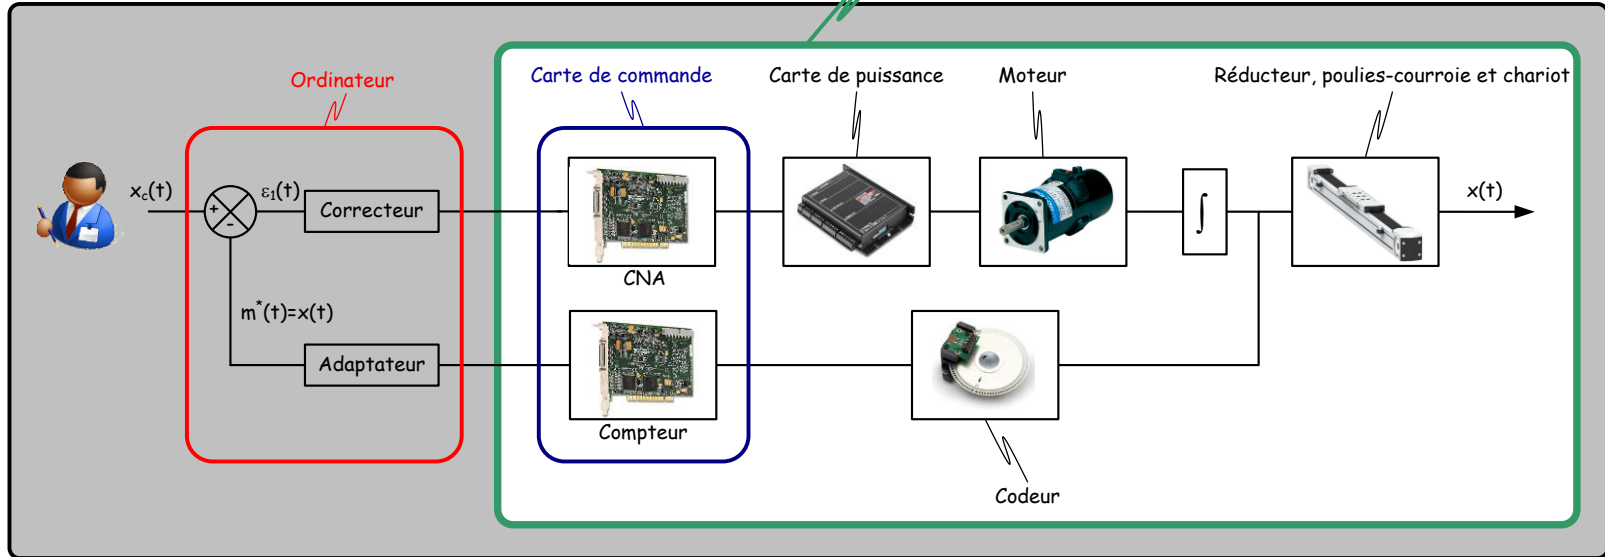 Ordinateur
Carte de commande
Carte de puissance
Moteur
Réducteur, poulies-courroie et chariot
x_c(t)
+
-
ε₁(t)
Correcteur
∫
x(t)
CNA
m*(t)=x(t)
Adaptateur
Compteur
Codeur